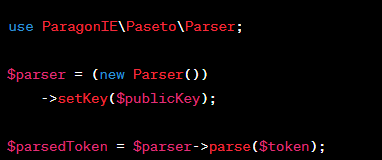 use ParagonIE\Paseto\Parser;
$parser = (new Parser())
->setKey($publicKey);
$parsedToken = $parser->parse($token);